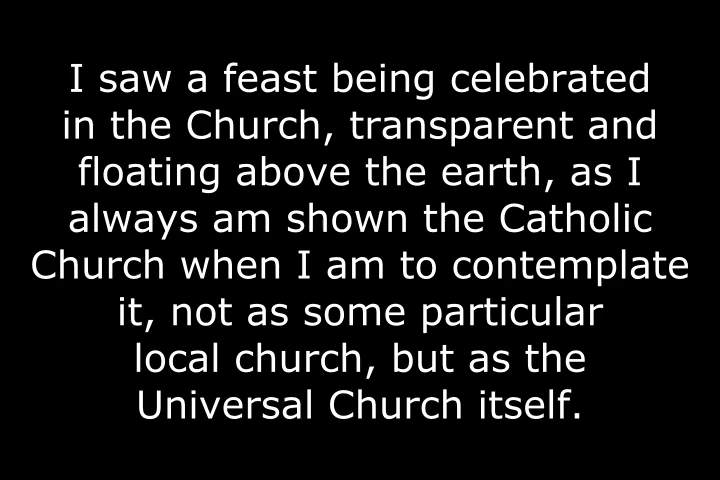 I saw a feast being celebrated
in the Church, transparent and
floating above the earth, as I
always am shown the Catholic
Church when I am to contemplate
it, not as some particular
local church, but as the
Universal Church itself.